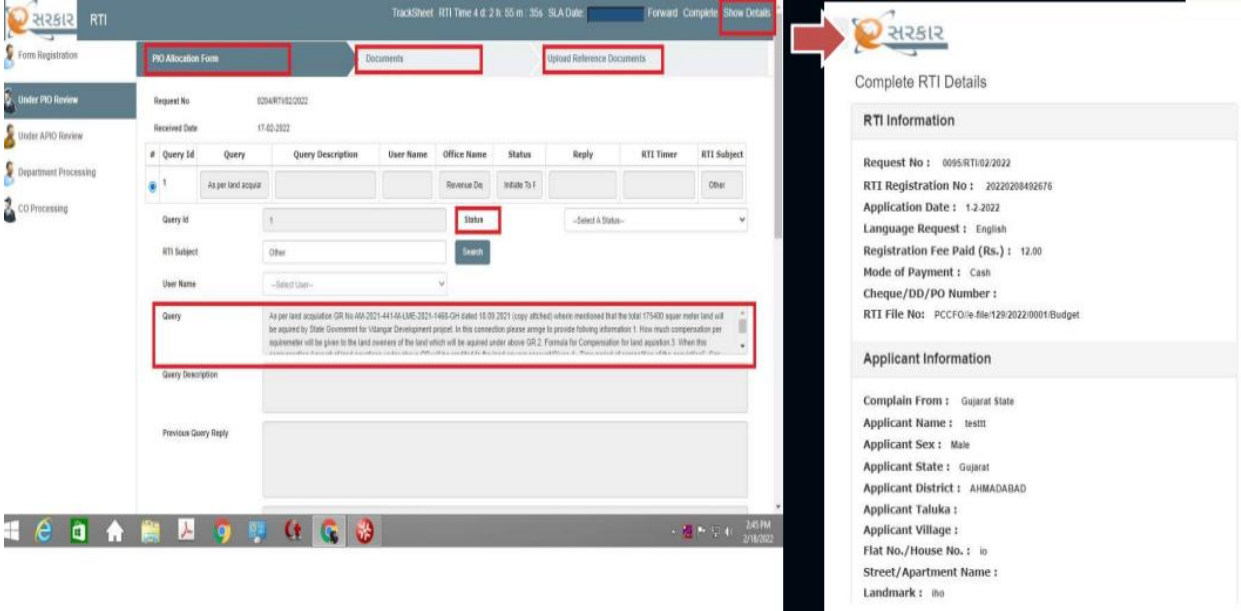 સરકાર RTI
TrackSheet RTI Time 4 d: 2 h: 55 m : 35s SLA Date: Forward Complete Show Details
Form Registration
Under PIO Review
Under APIO Review
Department Processing
CO Processing
PIO Allocation Form
Documents
Upload Reference Documents
Request No 0204/RTI/02/2022
Received Date 17-02-2022
# Query Id Query Query Description User Name Office Name Status Reply RTI Timer RTI Subject
1 As per land acquiat Revenue De Initiate To F Other
Query Id 1 Status --Select A Status--
RTI Subject Other Search
User Name --Select User--
Query As per land acquiation GR No AM-2021-441-M-LME-2021-1468-GH dated 18.09.2021 (copy attched) wherin mentioned that the total 175400 squer meter land will
be aquired by State Govmemnt for Vdangar Development projcet. In this connection please arrnge to provide follving information 1. How much compensation per
squiremeter will be given to the land owners of the land which will be aquired under above GR 2. Formula for Compensation for land aquistion 3. When this
Query Description
Previous Query Reply
2:45 PM
2/18/2022
સરકાર
Complete RTI Details
RTI Information
Request No : 0095/RTI/02/2022
RTI Registration No : 20220208492676
Application Date : 1-2-2022
Language Request : English
Registration Fee Paid (Rs.) : 12.00
Mode of Payment : Cash
Cheque/DD/PO Number :
RTI File No: PCCFO/e-file/129/2022/0001/Budget
Applicant Information
Complain From : Gujarat State
Applicant Name : testtt
Applicant Sex : Male
Applicant State : Gujarat
Applicant District : AHMADABAD
Applicant Taluka :
Applicant Village :
Flat No./House No. : io
Street/Apartment Name :
Landmark : iho